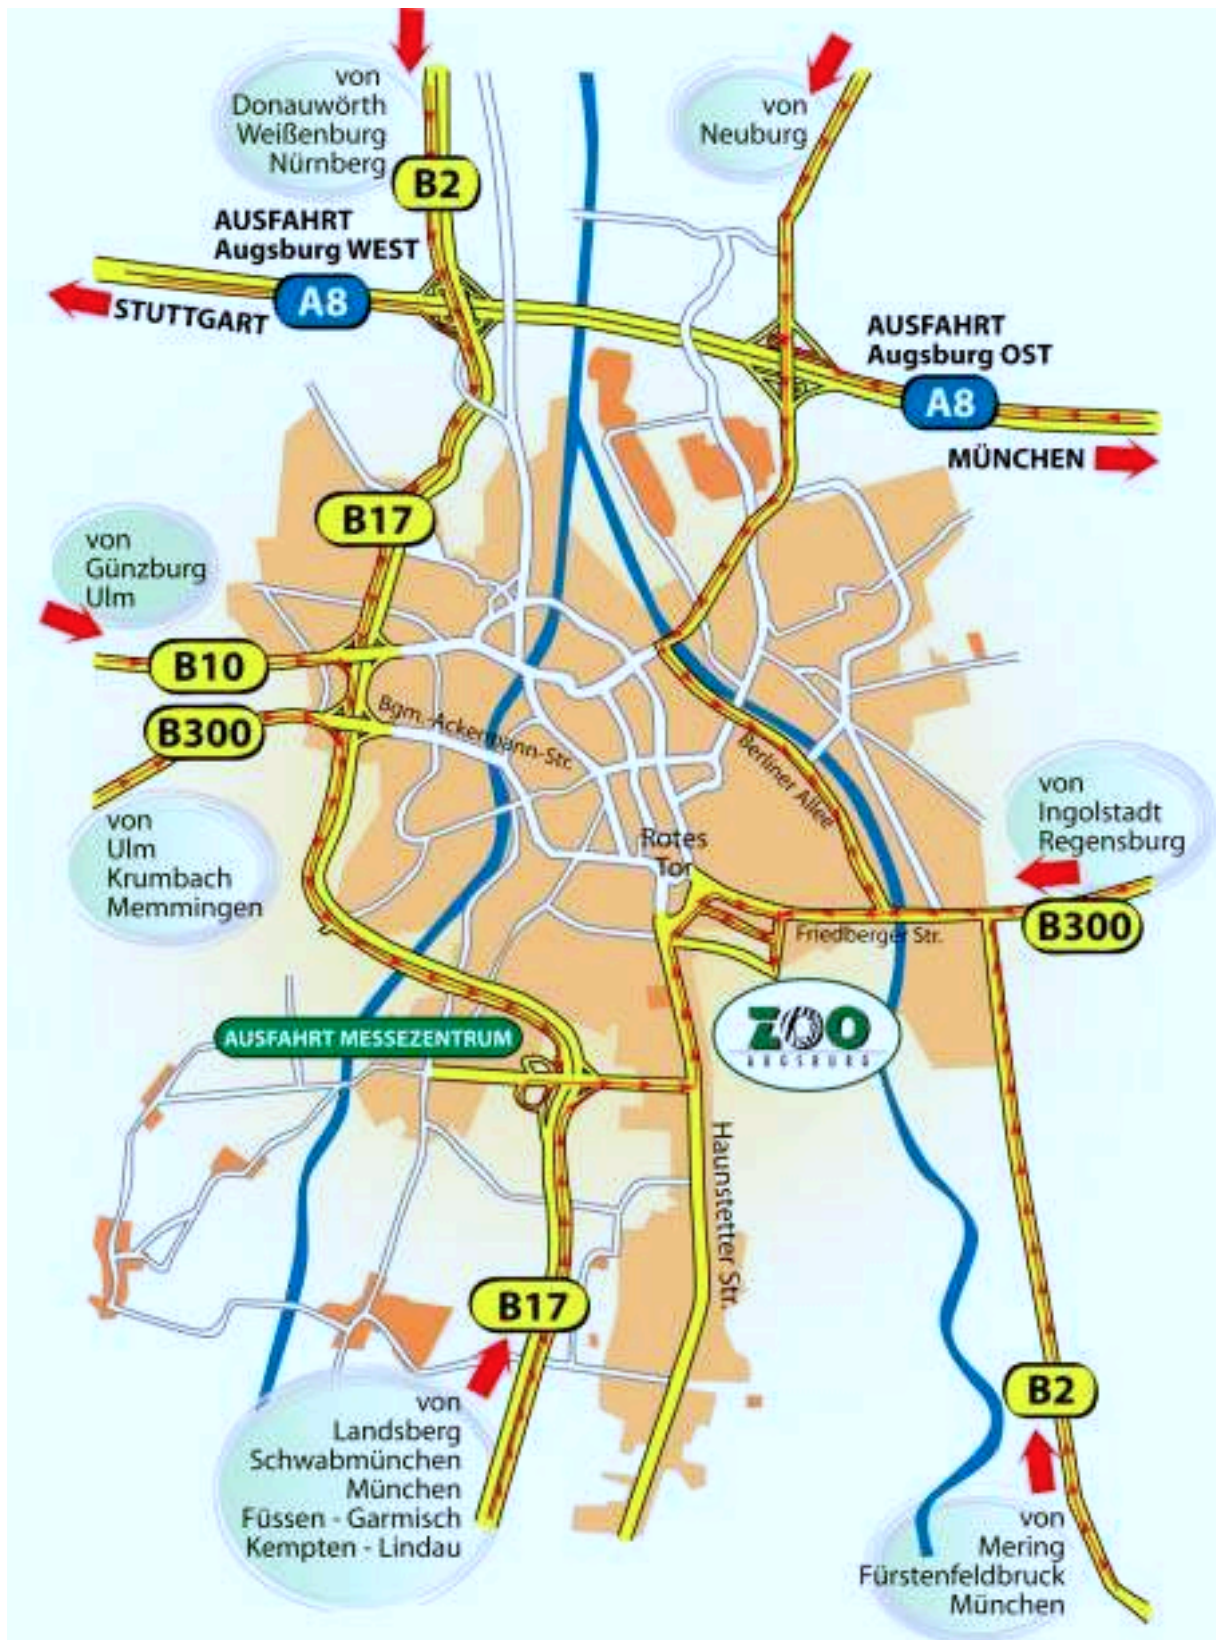 von
Donauwörth
Weißenburg
Nürnberg
B2
von
Neuburg
AUSFAHRT
Augsburg WEST
A8
STUTTGART
AUSFAHRT
Augsburg OST
A8
MÜNCHEN
B17
von
Günzburg
Ulm
B10
B300
Bgm.-Ackermann-Str.
Berliner Allee
von
Ulm
Krumbach
Memmingen
Rotes
Tor
von
Ingolstadt
Regensburg
B300
Friedberger Str.
ZOO
AUGSBURG
AUSFAHRT MESSEZENTRUM
Haunstetter Str.
B17
von
Landsberg
Schwabmünchen
München
Füssen - Garmisch
Kempten - Lindau
B2
von
Mering
Fürstenfeldbruck
München